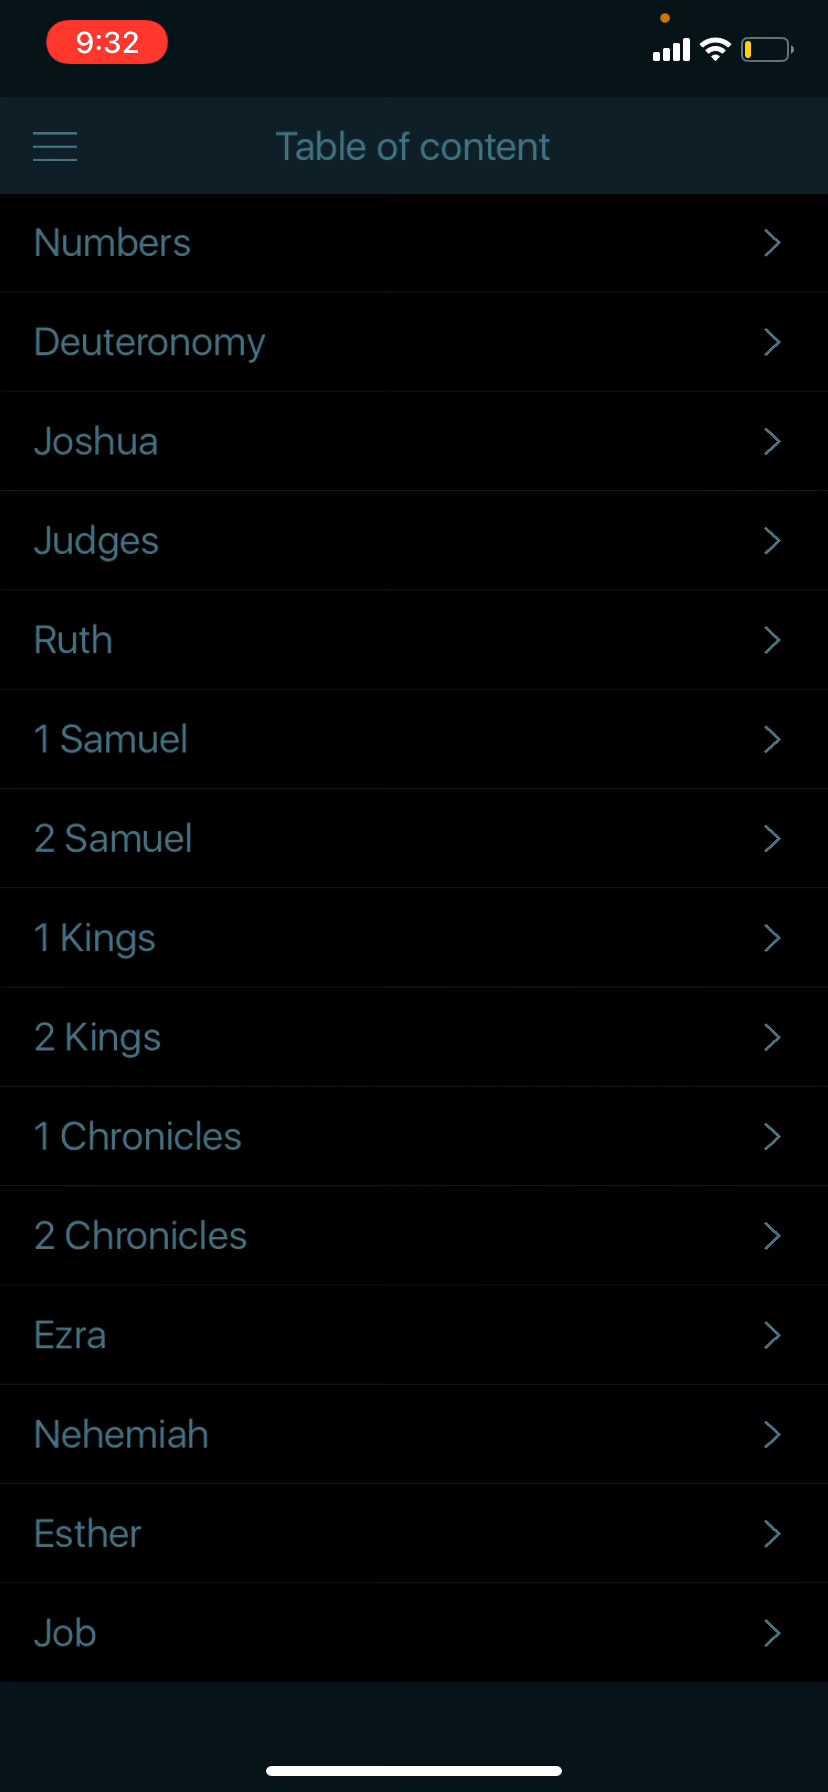 9:32
Table of content
Numbers
Deuteronomy
Joshua
Judges
Ruth
1 Samuel
2 Samuel
1 Kings
2 Kings
1 Chronicles
2 Chronicles
Ezra
Nehemiah
Esther
Job